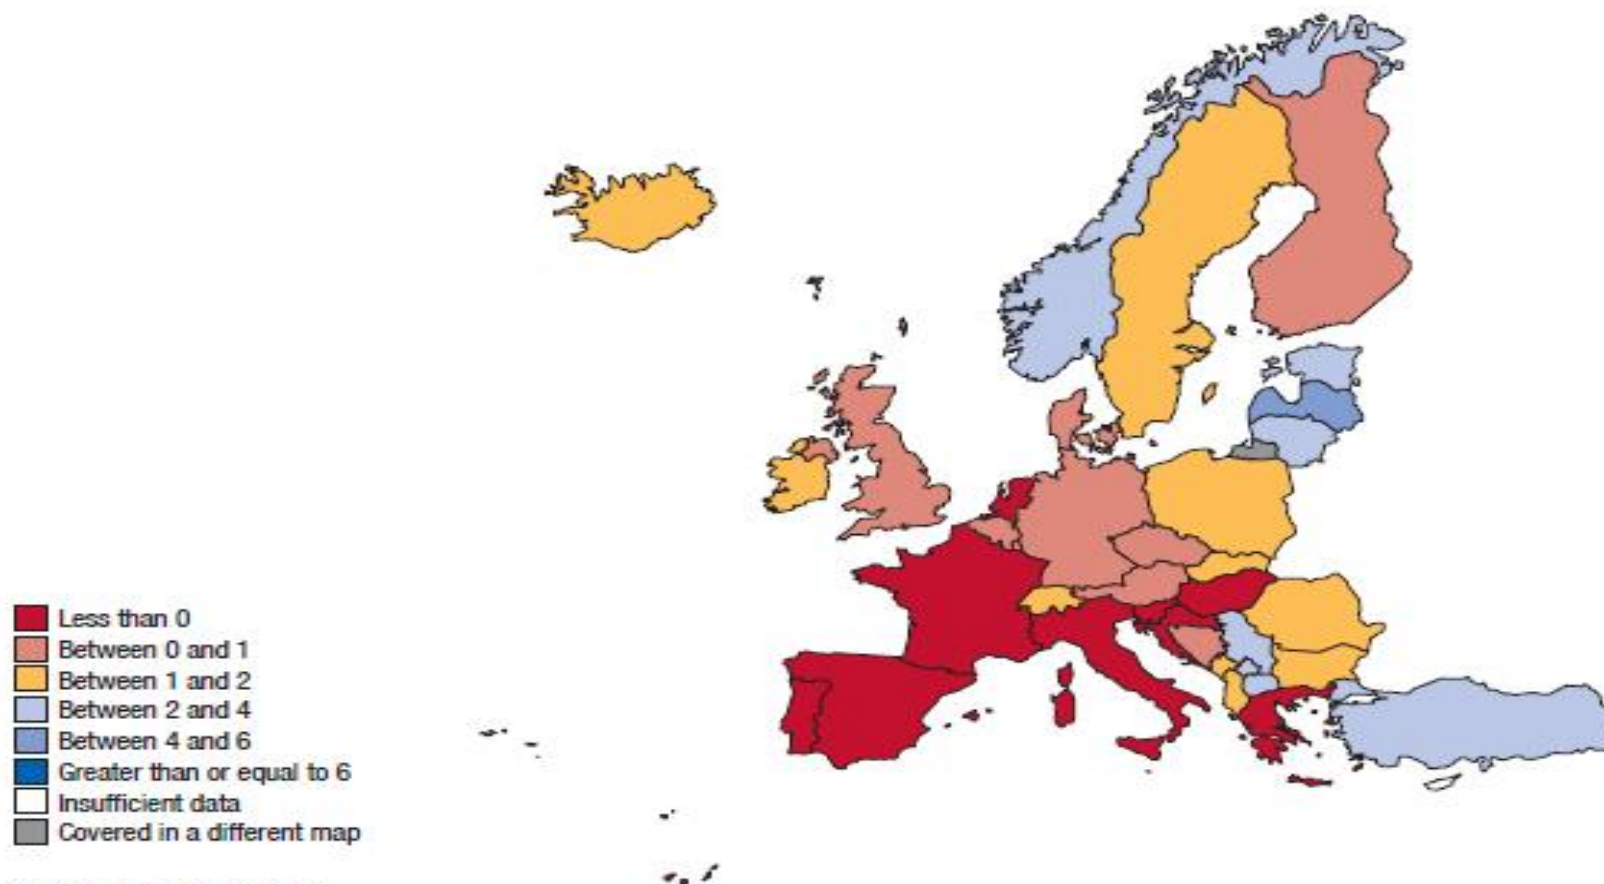 Less than 0
Between 0 and 1
Between 1 and 2
Between 2 and 4
Between 4 and 6
Greater than or equal to 6
Insufficient data
Covered in a different map